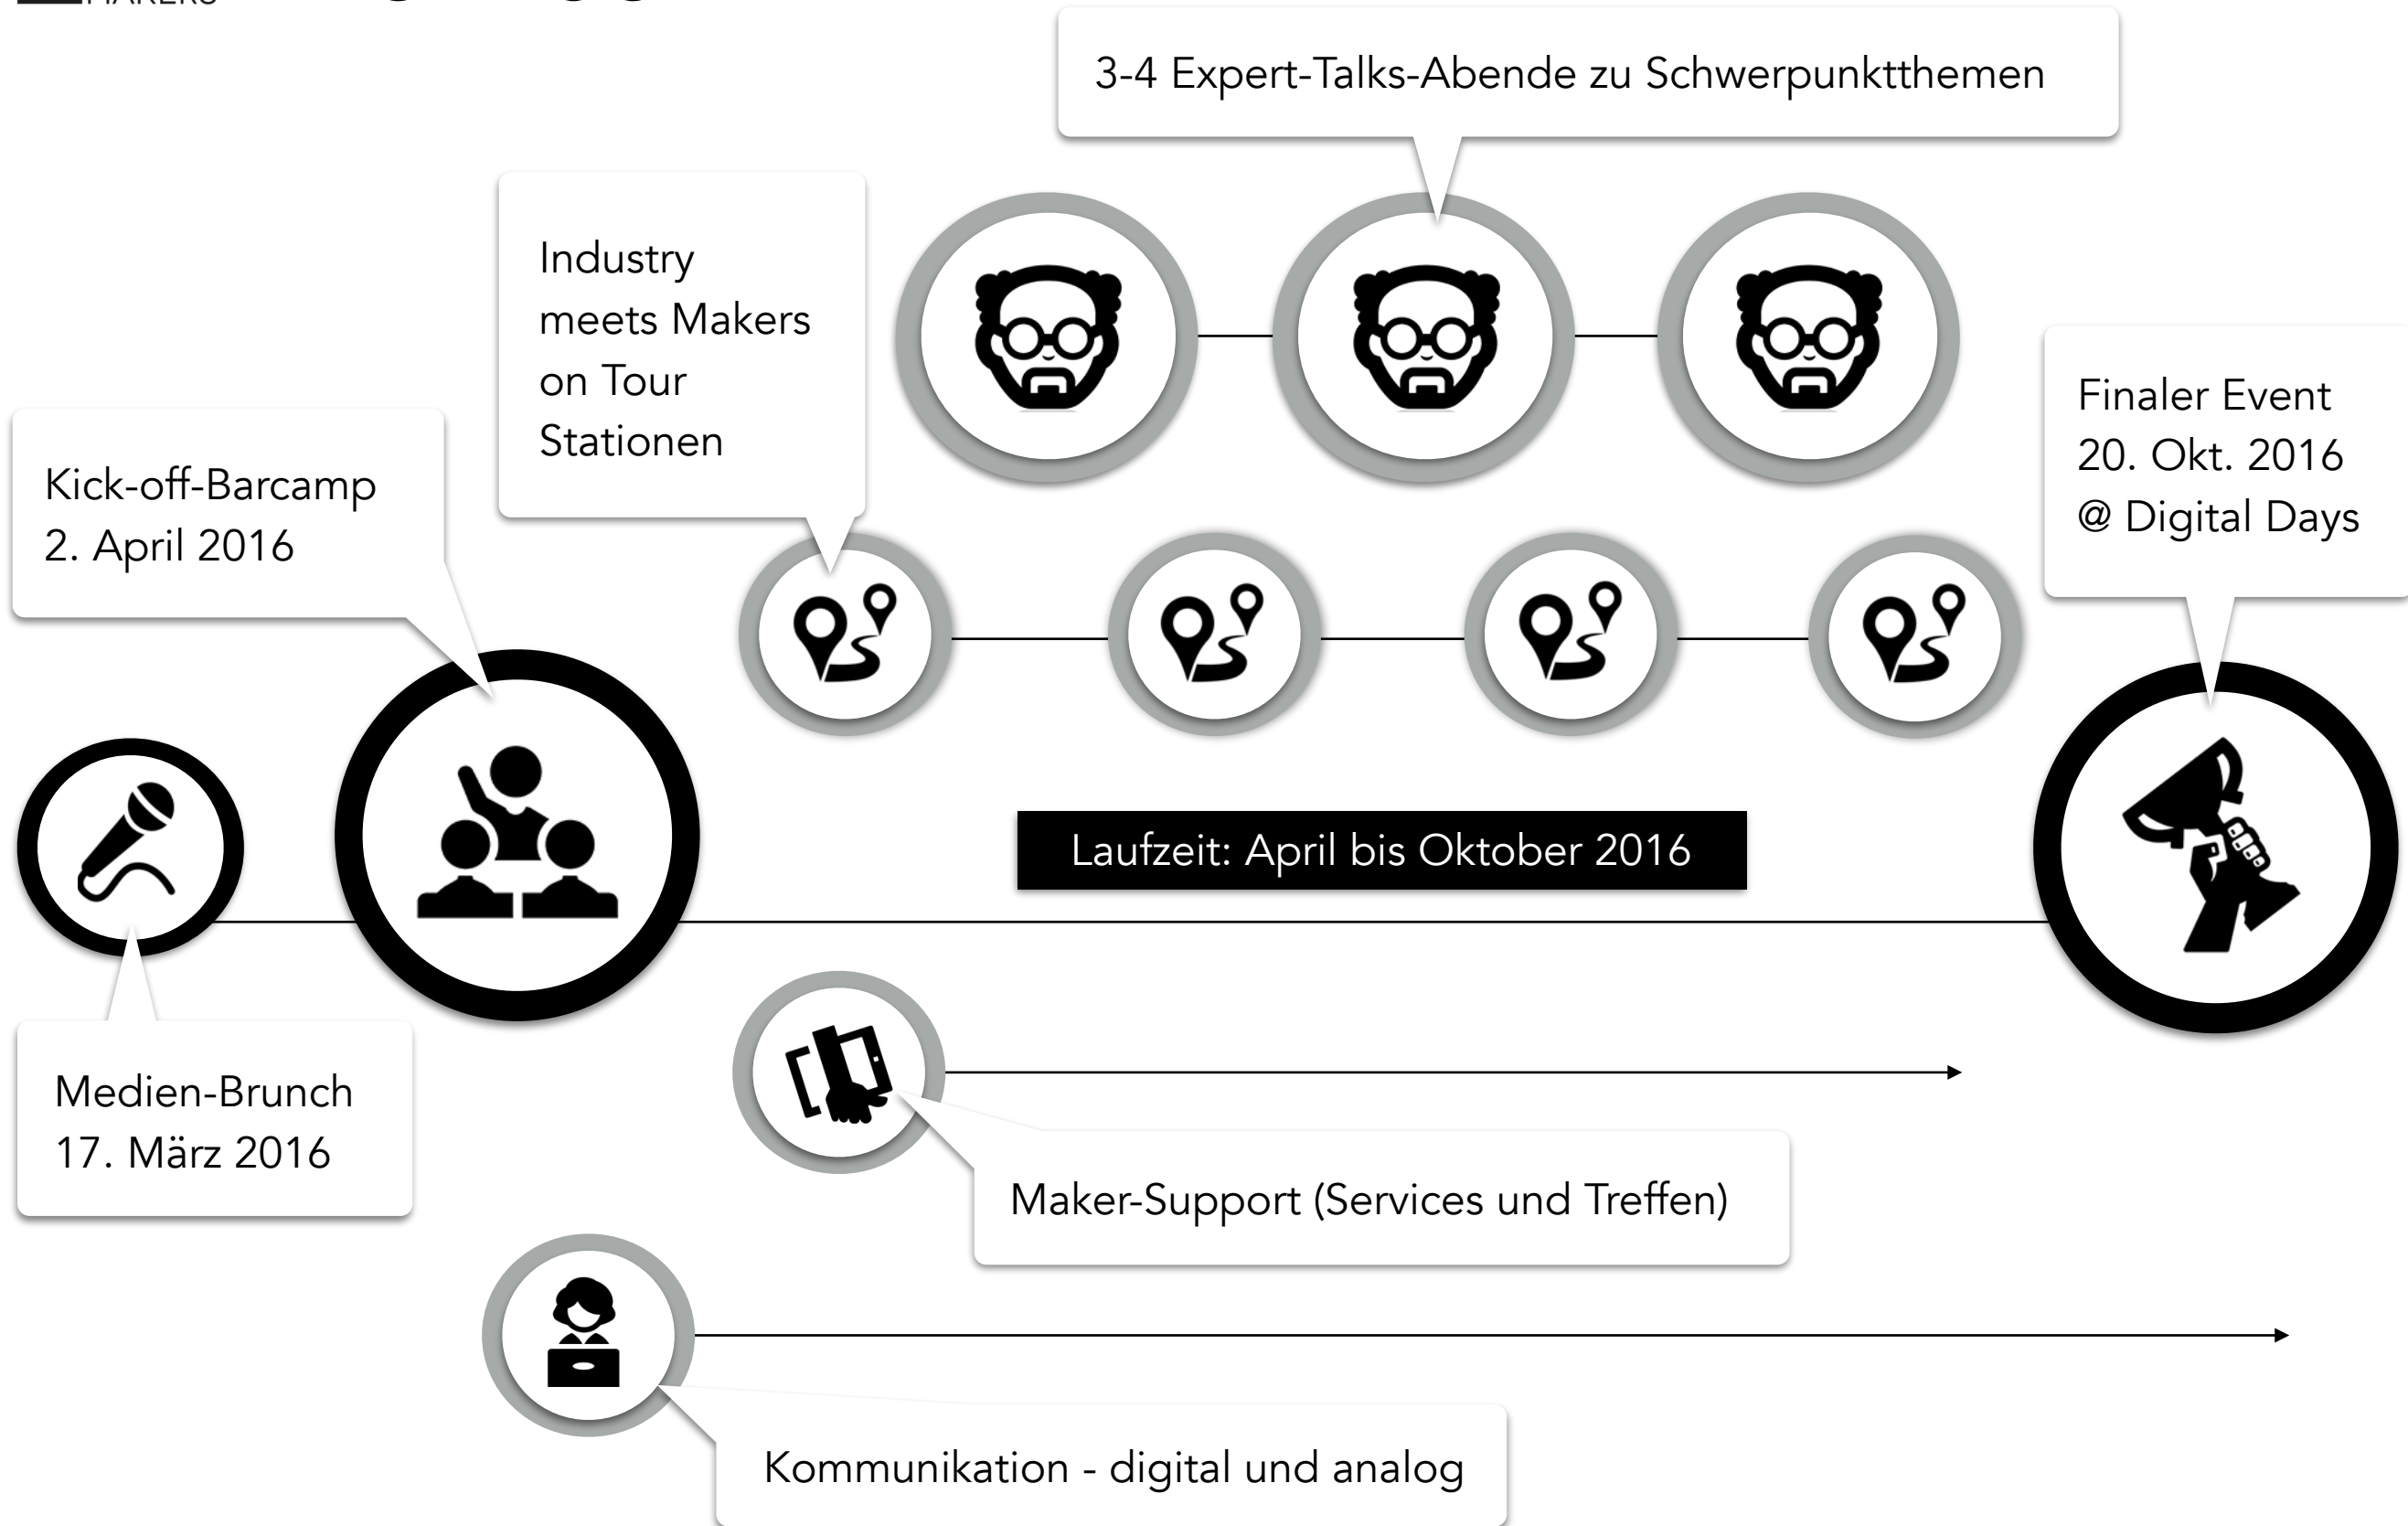 MAKERS
3-4 Expert-Talks-Abende zu Schwerpunktthemen
Industry
meets Makers
on Tour
Stationen
Finaler Event
20. Okt. 2016
@ Digital Days
Kick-off-Barcamp
2. April 2016
Laufzeit: April bis Oktober 2016
Medien-Brunch
17. März 2016
Maker-Support (Services und Treffen)
Kommunikation - digital und analog